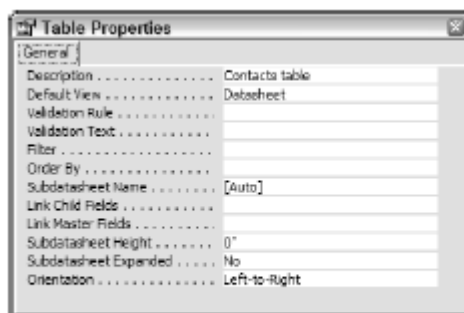 Table Properties
General
Description . . . . . . . . . . . . . . Contacts table
Default View . . . . . . . . . . . . . Datasheet
Validation Rule . . . . . . . . . . . .
Validation Text . . . . . . . . . . .
Filter . . . . . . . . . . . . . . . . . .
Order By . . . . . . . . . . . . . . .
Subdatasheet Name . . . . . . . . [Auto]
Link Child Fields . . . . . . . . . . .
Link Master Fields . . . . . . . . . .
Subdatasheet Height . . . . . . . 0"
Subdatasheet Expanded . . . . . No
Orientation . . . . . . . . . . . . . . Left-to-Right